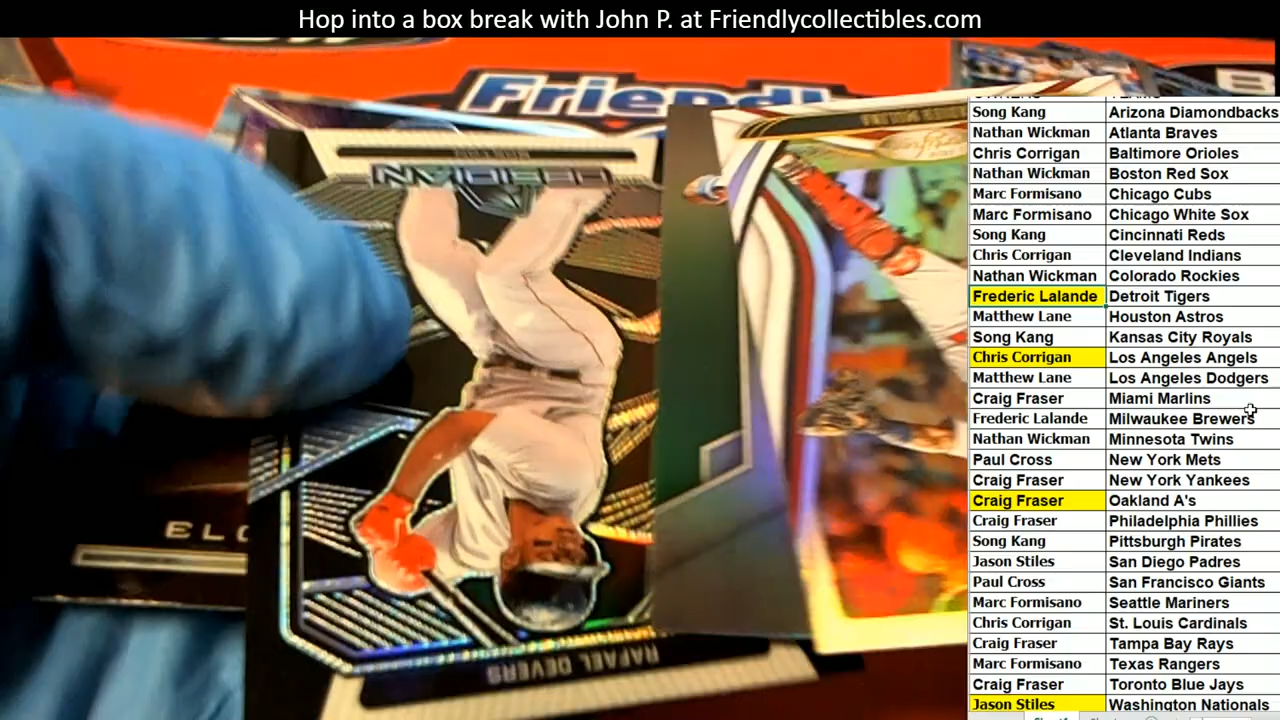 Hop into a box break with John P. at Friendlycollectibles.com
Friendl
B
OWNERS TEAMS
Song Kang Arizona Diamondbacks
Nathan Wickman Atlanta Braves
Chris Corrigan Baltimore Orioles
Nathan Wickman Boston Red Sox
Marc Formisano Chicago Cubs
Marc Formisano Chicago White Sox
Song Kang Cincinnati Reds
Chris Corrigan Cleveland Indians
Nathan Wickman Colorado Rockies
Frederic Lalande Detroit Tigers
Matthew Lane Houston Astros
Song Kang Kansas City Royals
Chris Corrigan Los Angeles Angels
Matthew Lane Los Angeles Dodgers
Craig Fraser Miami Marlins
Frederic Lalande Milwaukee Brewers
Nathan Wickman Minnesota Twins
Paul Cross New York Mets
Craig Fraser New York Yankees
Craig Fraser Oakland A's
Craig Fraser Philadelphia Phillies
Song Kang Pittsburgh Pirates
Jason Stiles San Diego Padres
Paul Cross San Francisco Giants
Marc Formisano Seattle Mariners
Chris Corrigan St. Louis Cardinals
Craig Fraser Tampa Bay Rays
Marc Formisano Texas Rangers
Craig Fraser Toronto Blue Jays
Jason Stiles Washington Nationals
BOSTON
RAFAEL DEVERS
MOLINA
ELO